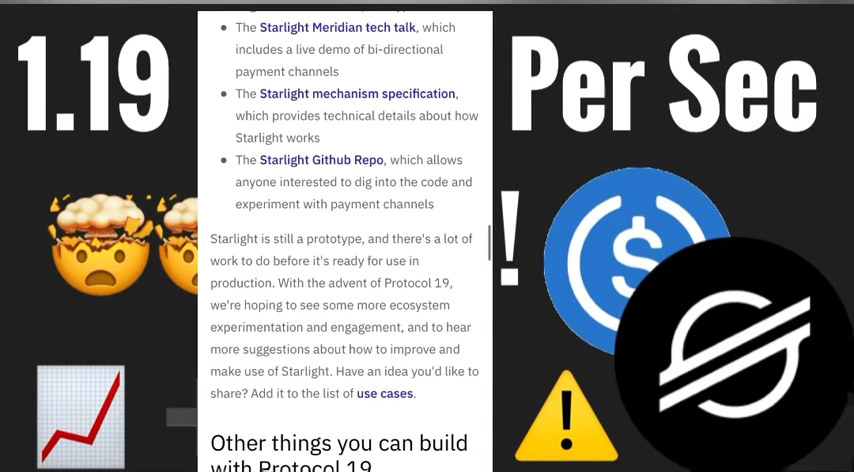 1.19
Per Sec
!
The Starlight Meridian tech talk, which
includes a live demo of bi-directional
payment channels
The Starlight mechanism specification,
which provides technical details about how
Starlight works
The Starlight Github Repo, which allows
anyone interested to dig into the code and
experiment with payment channels
Starlight is still a prototype, and there's a lot of
work to do before it's ready for use in
production. With the advent of Protocol 19,
we're hoping to see some more ecosystem
experimentation and engagement, and to hear
more suggestions about how to improve and
make use of Starlight. Have an idea you'd like to
share? Add it to the list of use cases.
Other things you can build
with Protocol 19